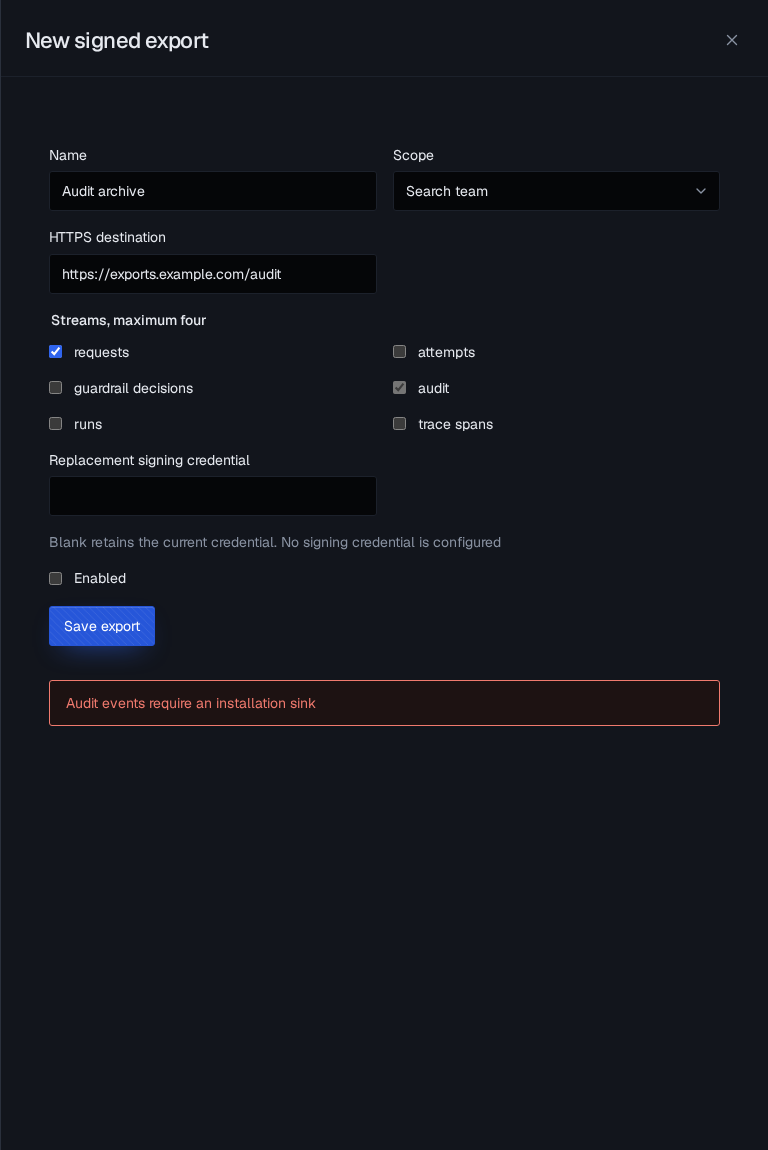 New signed export
Name
Scope
Audit archive
Search team
HTTPS destination
https://exports.example.com/audit
Streams, maximum four
requests
attempts
guardrail decisions
audit
runs
trace spans
Replacement signing credential
Blank retains the current credential. No signing credential is configured
Enabled
Save export
Audit events require an installation sink